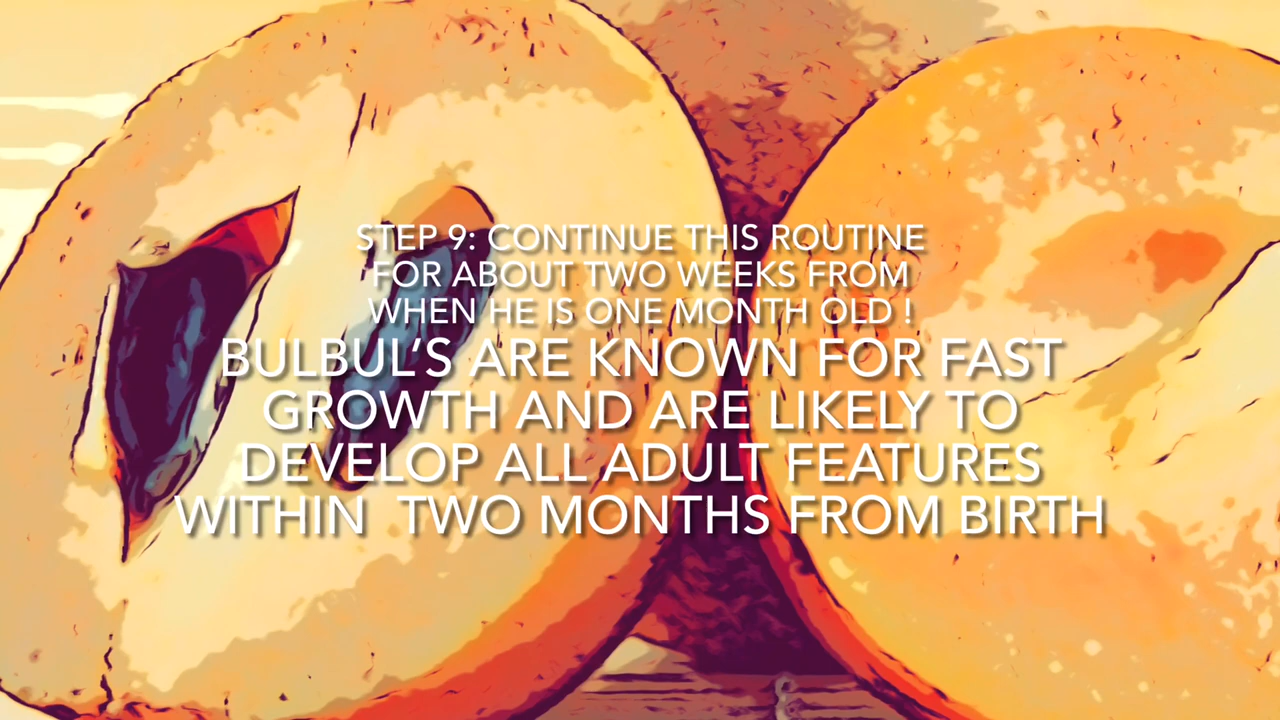 STEP 9: CONTINUE THIS ROUTINE
FOR ABOUT TWO WEEKS FROM
WHEN HE IS ONE MONTH OLD !
BULBUL’S ARE KNOWN FOR FAST
GROWTH AND ARE LIKELY TO
DEVELOP ALL ADULT FEATURES
WITHIN  TWO MONTHS FROM BIRTH